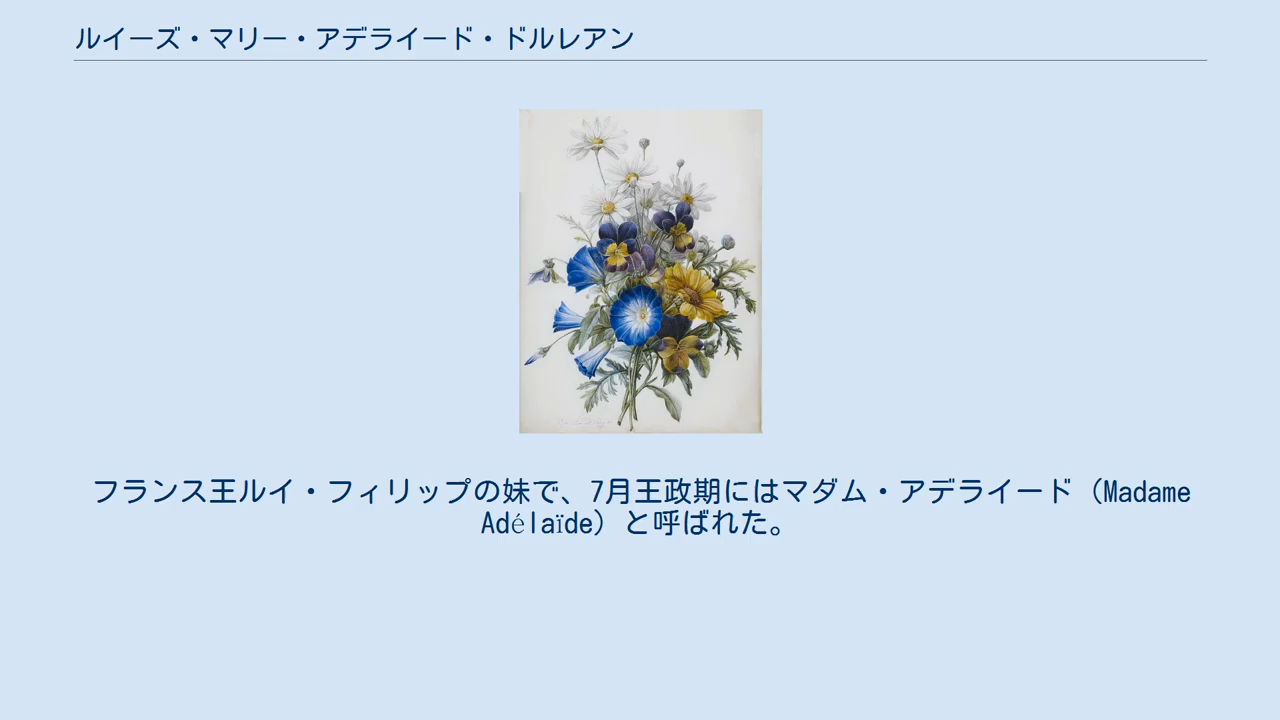 ルイーズ・マリー・アデライード・ドルレアン
フランス王ルイ・フィリップの妹で、7月王政期にはマダム・アデライード（Madame
Adélaïde）と呼ばれた。